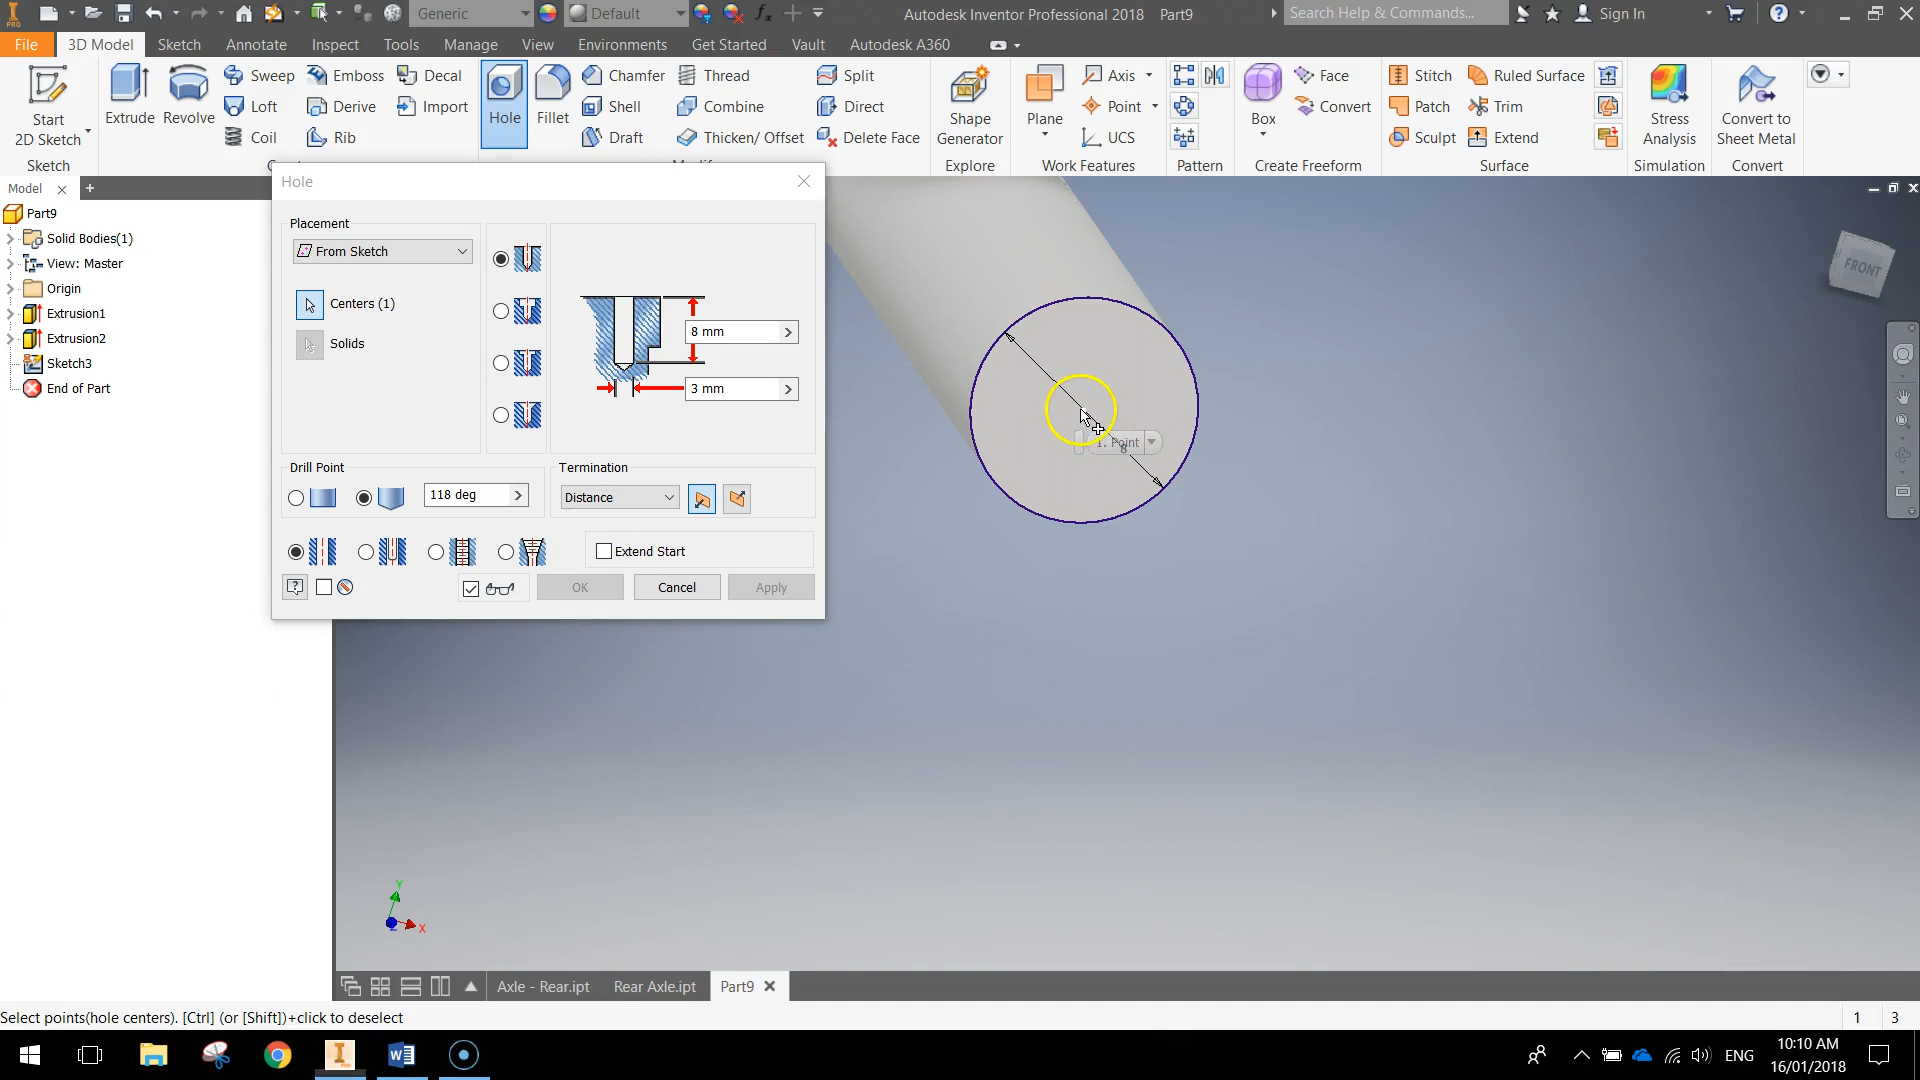 Generic
Default
Autodesk Inventor Professional 2018 Part9
Search Help & Commands...
Sign In
PRO
File 3D Model Sketch Annotate Inspect Tools Manage View Environments Get Started Vault Autodesk A360
Start
2D Sketch
Extrude
Revolve
Sweep
Loft
Coil
Emboss
Derive
Rib
Decal
Import
Hole
Fillet
Chamfer
Shell
Draft
Thread
Combine
Thicken/ Offset
Split
Direct
Delete Face
Shape
Generator
Plane
Axis
Point
UCS
Box
Face
Convert
Stitch
Patch
Sculpt
Ruled Surface
Trim
Extend
Stress
Analysis
Convert to
Sheet Metal
Sketch
Explore
Work Features
Pattern
Create Freeform
Surface
Simulation
Convert
Model
Part9
Solid Bodies(1)
View: Master
Origin
Extrusion1
Extrusion2
Sketch3
End of Part
Hole
Placement
From Sketch
Centers (1)
Solids
8 mm
3 mm
Drill Point
118 deg
Termination
Distance
Extend Start
OK
Cancel
Apply
1. Point
8
FRONT
Y
X
Z
Axle - Rear.ipt Rear Axle.ipt Part9
Select points(hole centers). [Ctrl] (or [Shift])+click to deselect
1 3
ENG
10:10 AM
16/01/2018